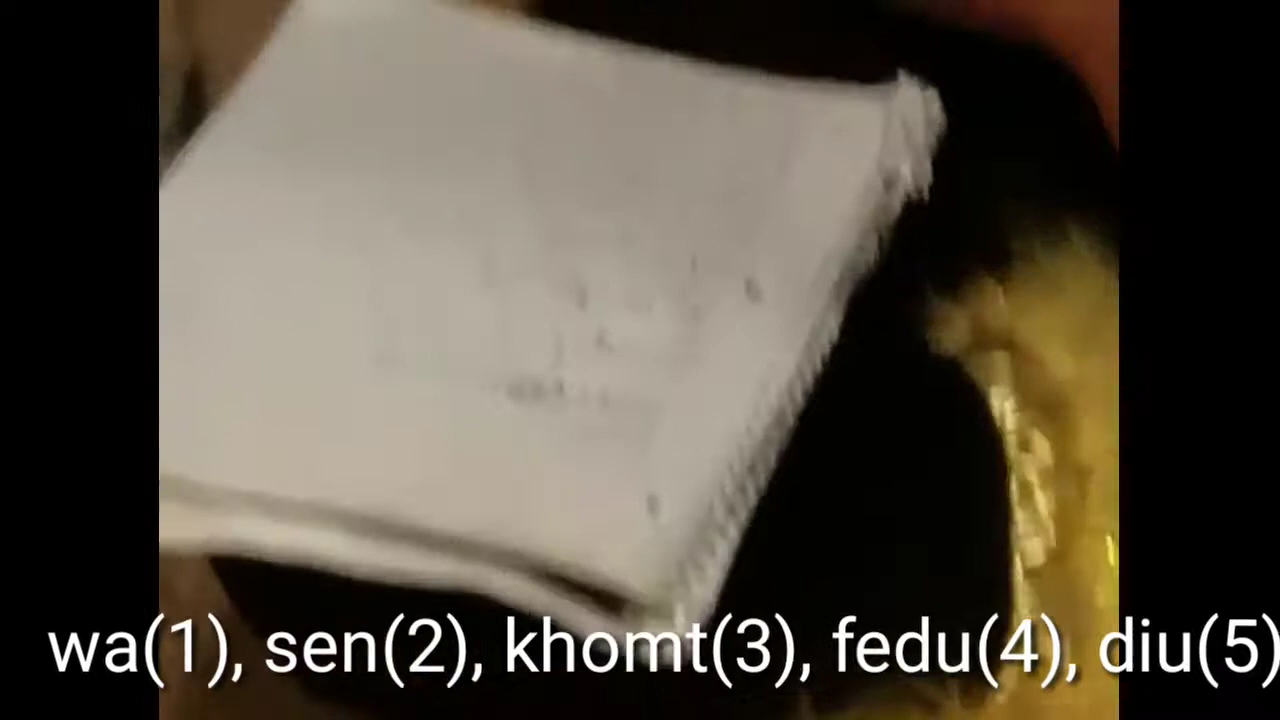 wa(1), sen(2), khomt(3), fedu(4), diu(5)